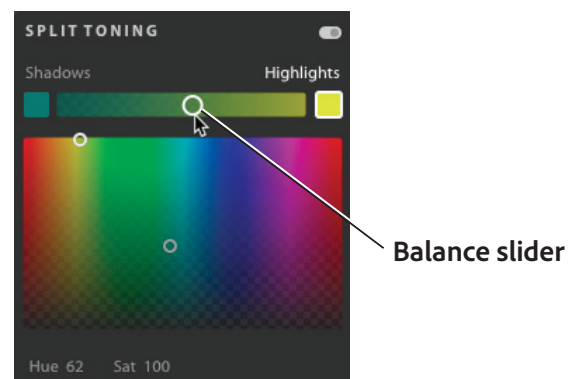 SPLIT TONING
Shadows Highlights
Balance slider
Hue 62 Sat 100